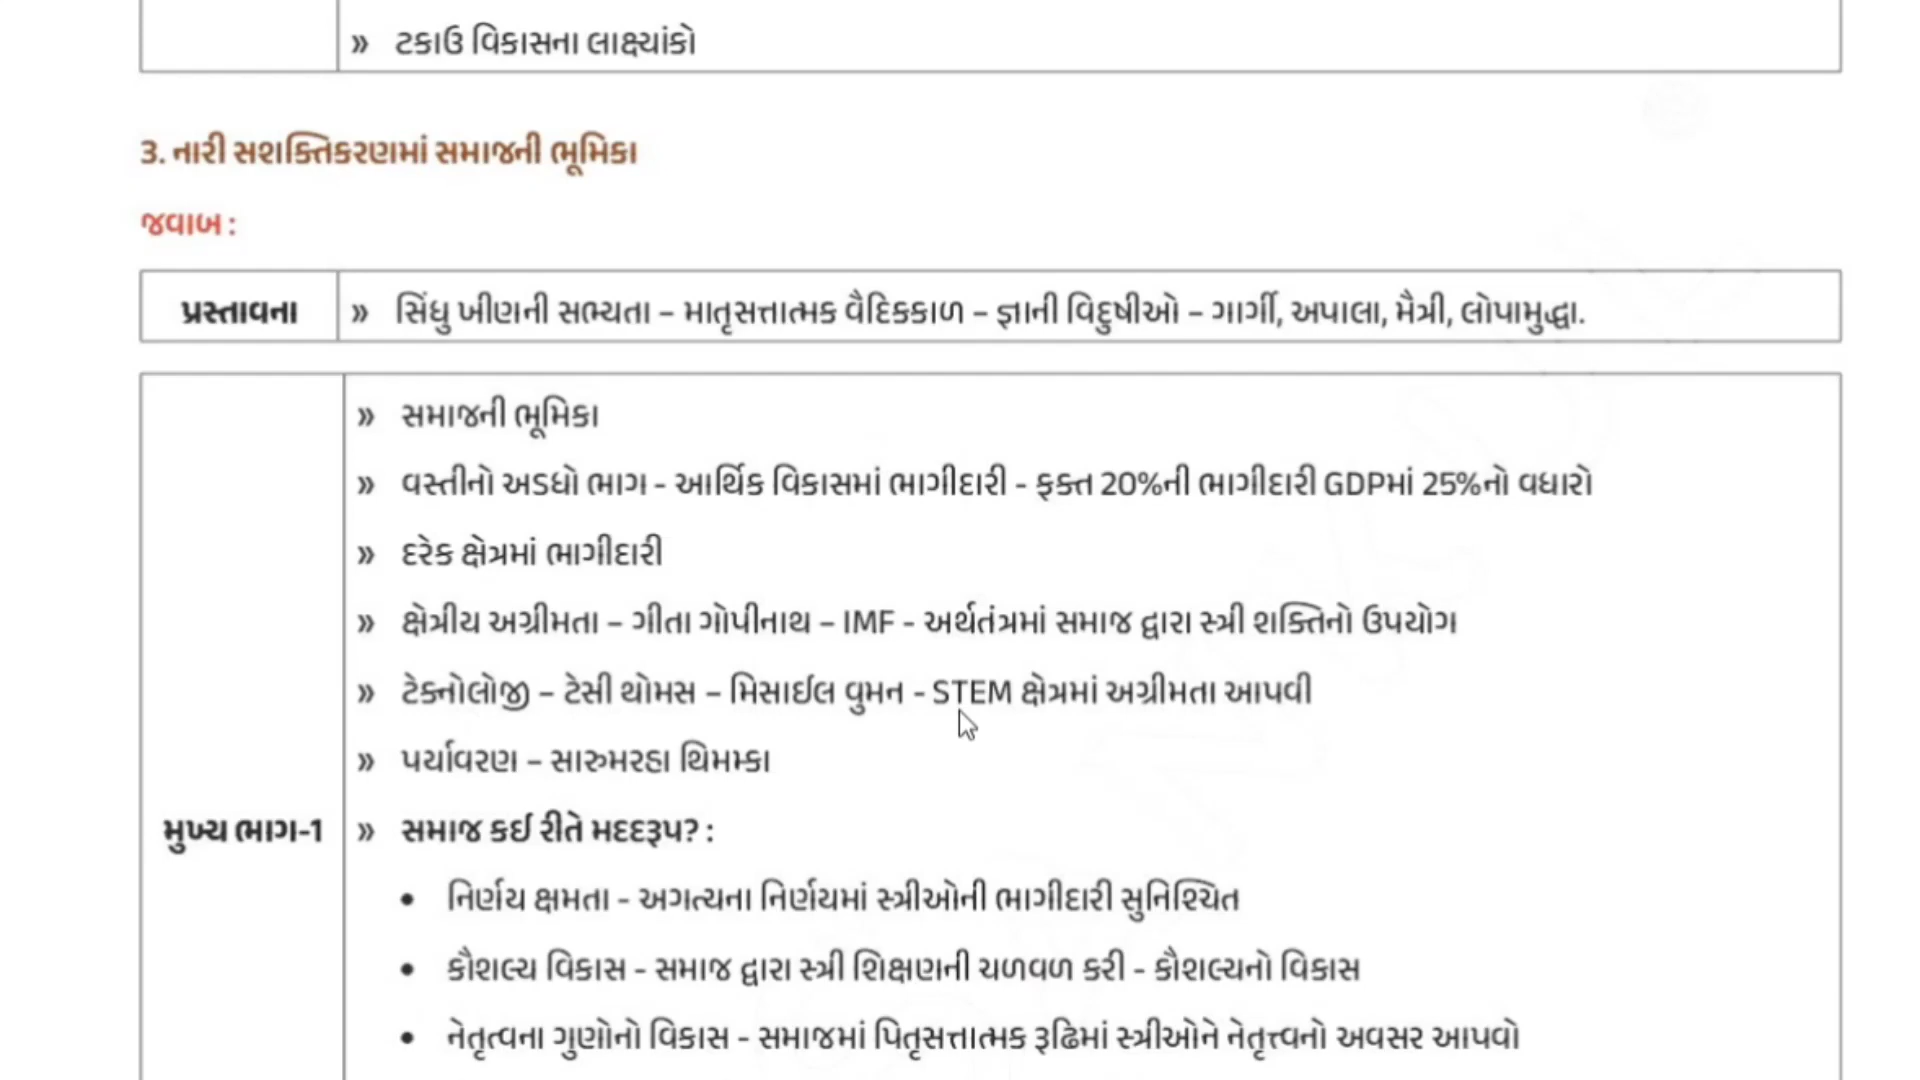 » ટકાઉ વિકાસના લાક્ષ્યાંકો
3. નારી સશક્તિકરણમાં સમાજની ભૂમિકા
જવાબ :
પ્રસ્તાવના » સિંધુ ખીણની સભ્યતા – માતૃસત્તાત્મક વૈદિકકાળ – જ્ઞાની વિદુષીઓ – ગાર્ગી, અપાલા, મૈત્રી, લોપામુદ્ધા.
» સમાજની ભૂમિકા
» વસ્તીનો અડધો ભાગ - આર્થિક વિકાસમાં ભાગીદારી - ફક્ત 20%ની ભાગીદારી GDPમાં 25%નો વધારો
» દરેક ક્ષેત્રમાં ભાગીદારી
» ક્ષેત્રીય અગ્રીમતા – ગીતા ગોપીનાથ – IMF - અર્થતંત્રમાં સમાજ દ્વારા સ્ત્રી શક્તિનો ઉપયોગ
» ટેક્નોલોજી – ટેસી થોમસ – મિસાઈલ વુમન - STEM ક્ષેત્રમાં અગ્રીમતા આપવી
» પર્યાવરણ – સારુમરહા થિમમ્કા
મુખ્ય ભાગ-1 » સમાજ કઈ રીતે મદદરૂપ? :
• નિર્ણય ક્ષમતા - અગત્યના નિર્ણયમાં સ્ત્રીઓની ભાગીદારી સુનિશ્ચિત
• કૌશલ્ય વિકાસ - સમાજ દ્વારા સ્ત્રી શિક્ષણની ચળવળ કરી - કૌશલ્યનો વિકાસ
• નેતૃત્વના ગુણોનો વિકાસ - સમાજમાં પિતૃસત્તાત્મક રૂઢિમાં સ્ત્રીઓને નેતૃત્ત્વનો અવસર આપવો